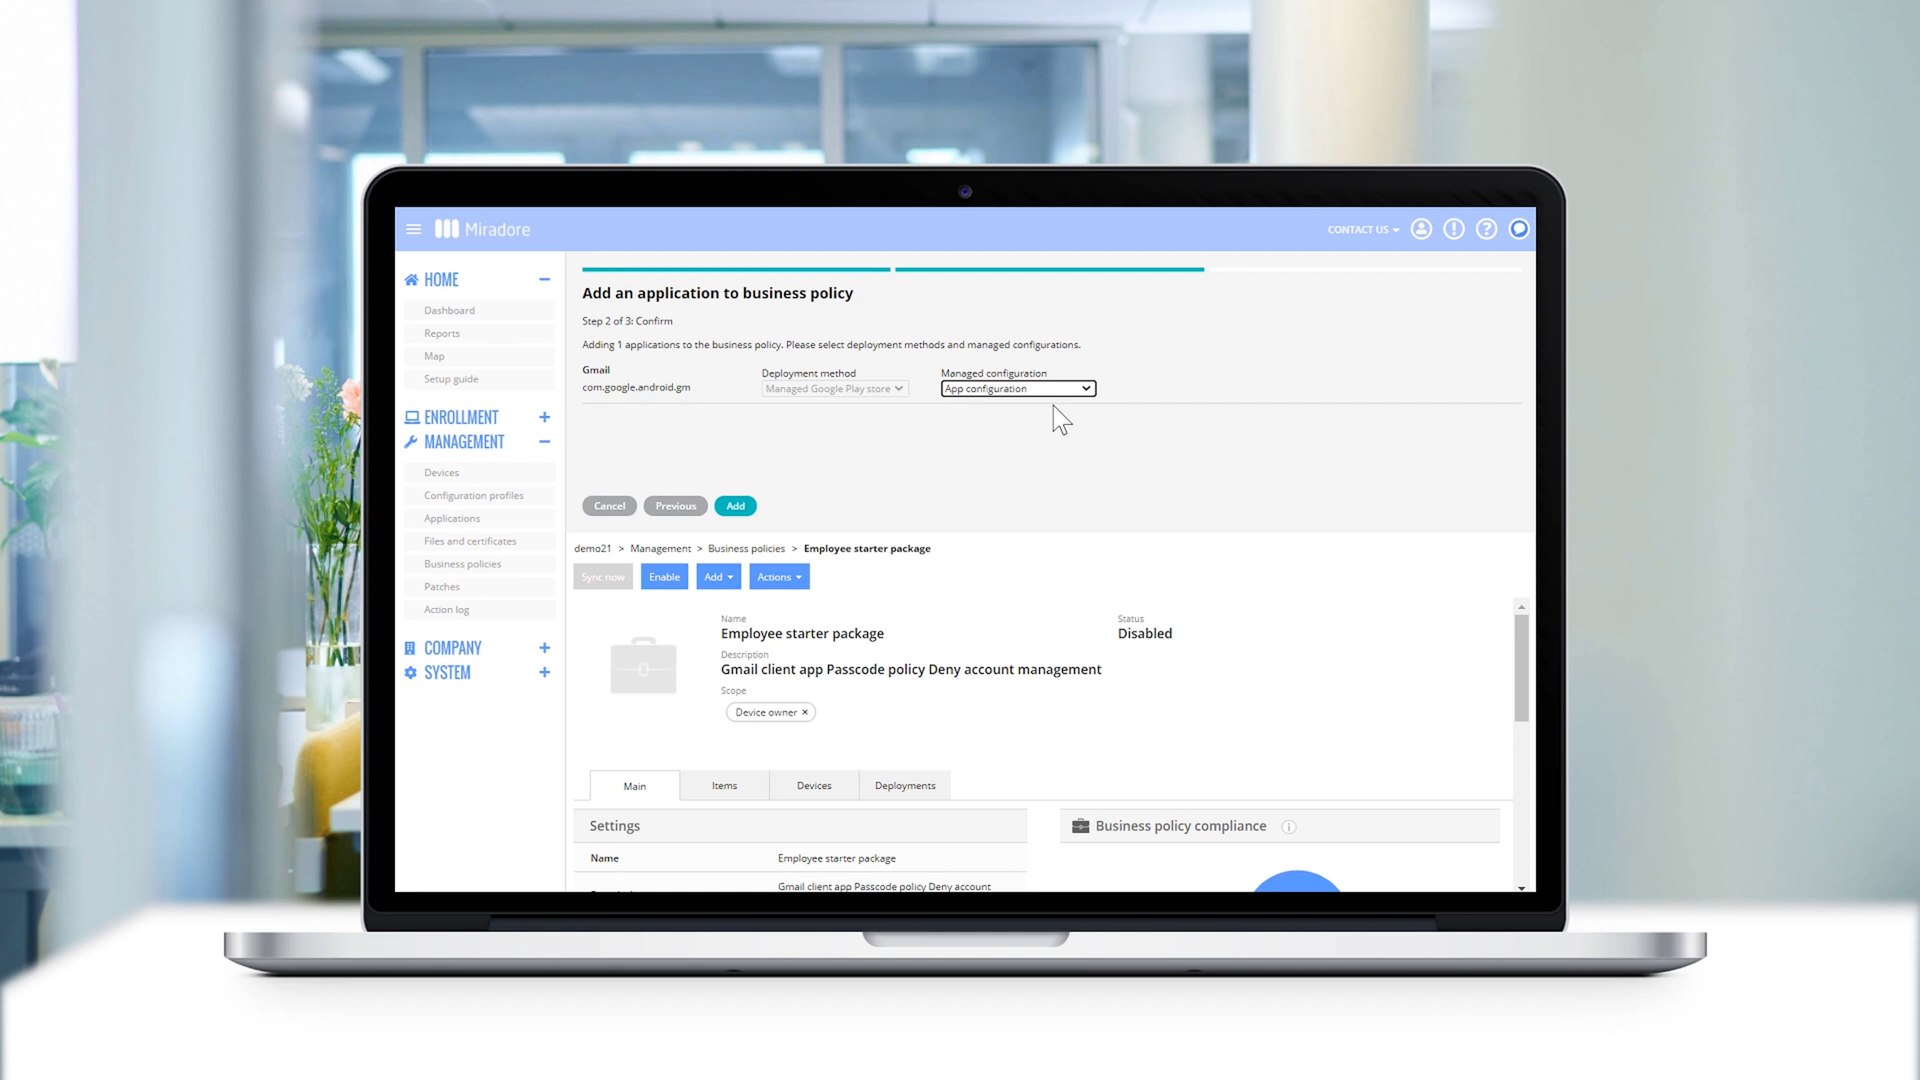 Miradore
CONTACT US
HOME
Dashboard
Reports
Map
Setup guide
ENROLLMENT
MANAGEMENT
Devices
Configuration profiles
Applications
Files and certificates
Business policies
Patches
Action log
COMPANY
SYSTEM
Add an application to business policy
Step 2 of 3: Confirm
Adding 1 applications to the business policy. Please select deployment methods and managed configurations.
Gmail
com.google.android.gm
Deployment method
Managed Google Play store
Managed configuration
App configuration
Cancel Previous Add
demo21 > Management > Business policies > Employee starter package
Sync now Enable Add Actions
Name
Employee starter package
Status
Disabled
Description
Gmail client app Passcode policy Deny account management
Scope
Device owner ×
Main Items Devices Deployments
Settings
Name Employee starter package
Gmail client app Passcode policy Deny account
Business policy compliance